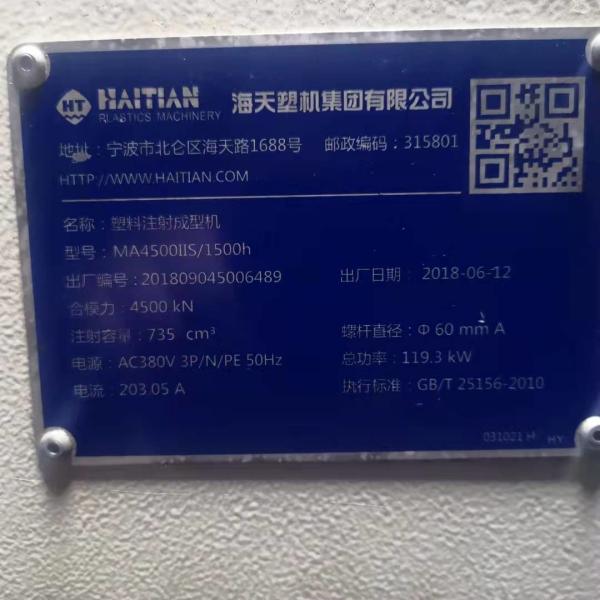 HT HAITIAN 海天塑机集团有限公司
PLASTICS MACHINERY
地址：宁波市北仑区海天路1688号 邮政编码：315801
HTTP://WWW.HAITIAN.COM
名称：塑料注射成型机
型号：MA4500IIS/1500h
出厂编号：201809045006489 出厂日期：2018-06-12
合模力：4500 kN
注射容量：735 cm³ 螺杆直径：Φ 60 mm A
电源：AC380V 3P/N/PE 50Hz 总功率：119.3 kW
电流：203.05 A 执行标准：GB/T 25156-2010
031021 H HY